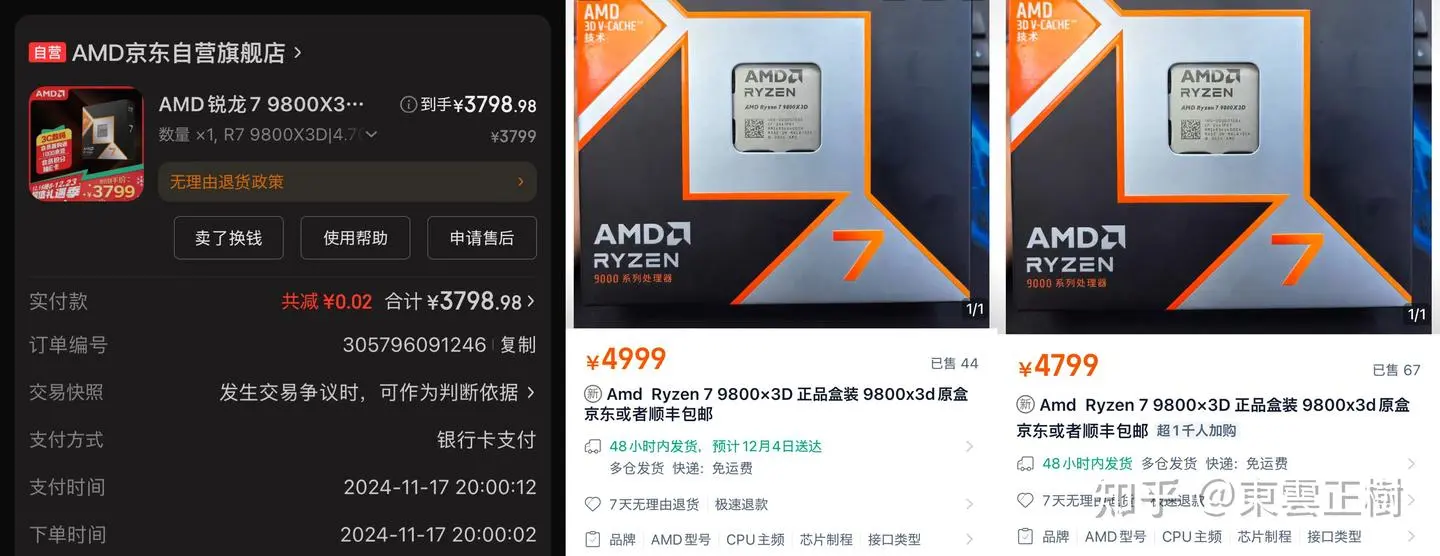 自营 AMD京东自营旗舰店 >
AMD
3C数码
¥3799
AMD 锐龙7 9800X3··· 到手¥3798.98
数量 ×1, R7 9800X3D|4.7 ¥3799
无理由退货政策 >
卖了换钱 使用帮助 申请售后
实付款 共减 ¥0.02 合计 ¥3798.98 >
订单编号 305796091246 | 复制
交易快照 发生交易争议时，可作为判断依据 >
支付方式 银行卡支付
支付时间 2024-11-17 20:00:12
下单时间 2024-11-17 20:00:02
AMD
3D V-CACHE™
技术
AMD
RYZEN
AMD Ryzen 7 9800X3D
AMD
RYZEN
9000 系列处理器
7
1/1
¥4999 已售 44
新 Amd Ryzen 7 9800×3D 正品盒装 9800x3d原盒
京东或者顺丰包邮
48小时内发货，预计12月4日送达 >
多仓发货 快递：免运费
7天无理由退货 | 极速退款 >
品牌 | AMD型号 | CPU主频 | 芯片制程 | 接口类型 >
AMD
3D V-CACHE™
技术
AMD
RYZEN
AMD Ryzen 7 9800X3D
AMD
RYZEN
9000 系列处理器
7
1/1
¥4799 已售 67
新 Amd Ryzen 7 9800×3D 正品盒装 9800x3d原盒
京东或者顺丰包邮 超1千人加购
48小时内发货 多仓发货 快递：免运费 >
7天无理由退货 极速退款 >
知乎 @東雲正樹
品牌 | AMD型号 | CPU主频 | 芯片制程 | 接口类型 >